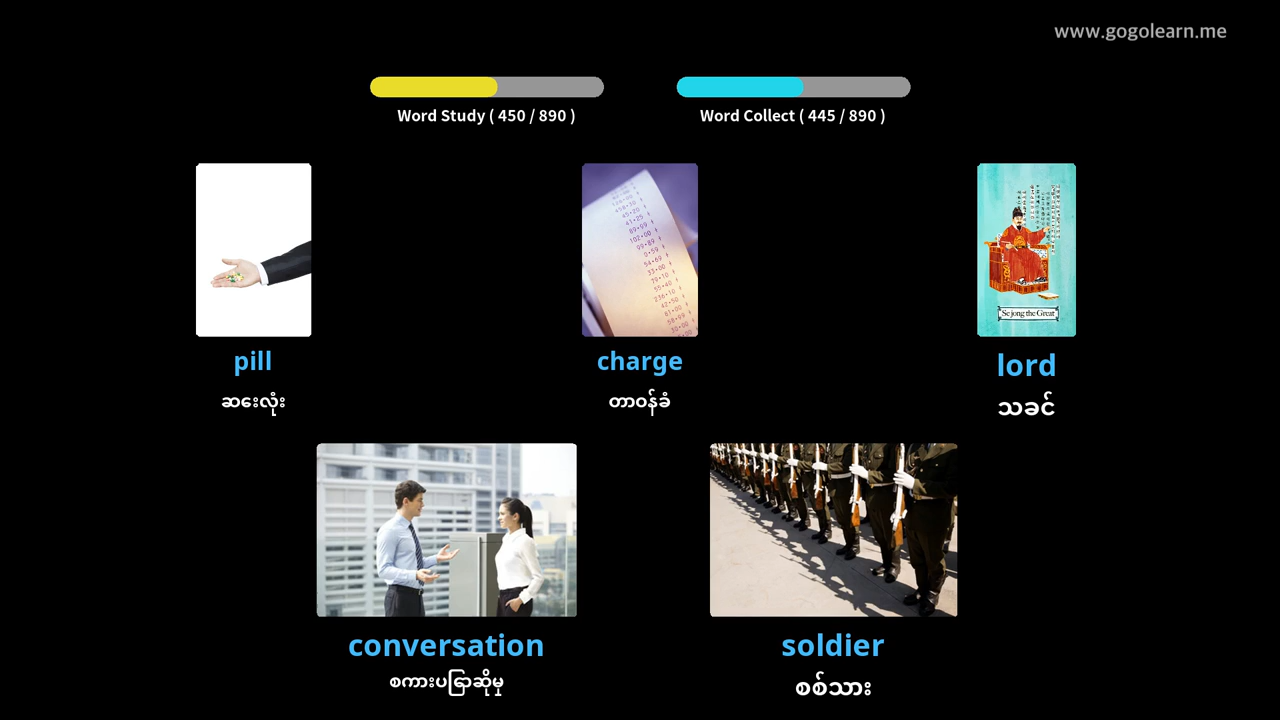 www.gogolearn.me
Word Study ( 450 / 890 )
Word Collect ( 445 / 890 )
Se jong the Great
pill
charge
lord
ဆေးလုံး
တာဝန်ခံ
သခင်
conversation
soldier
စကားပြောဆိုမှု
စစ်သား